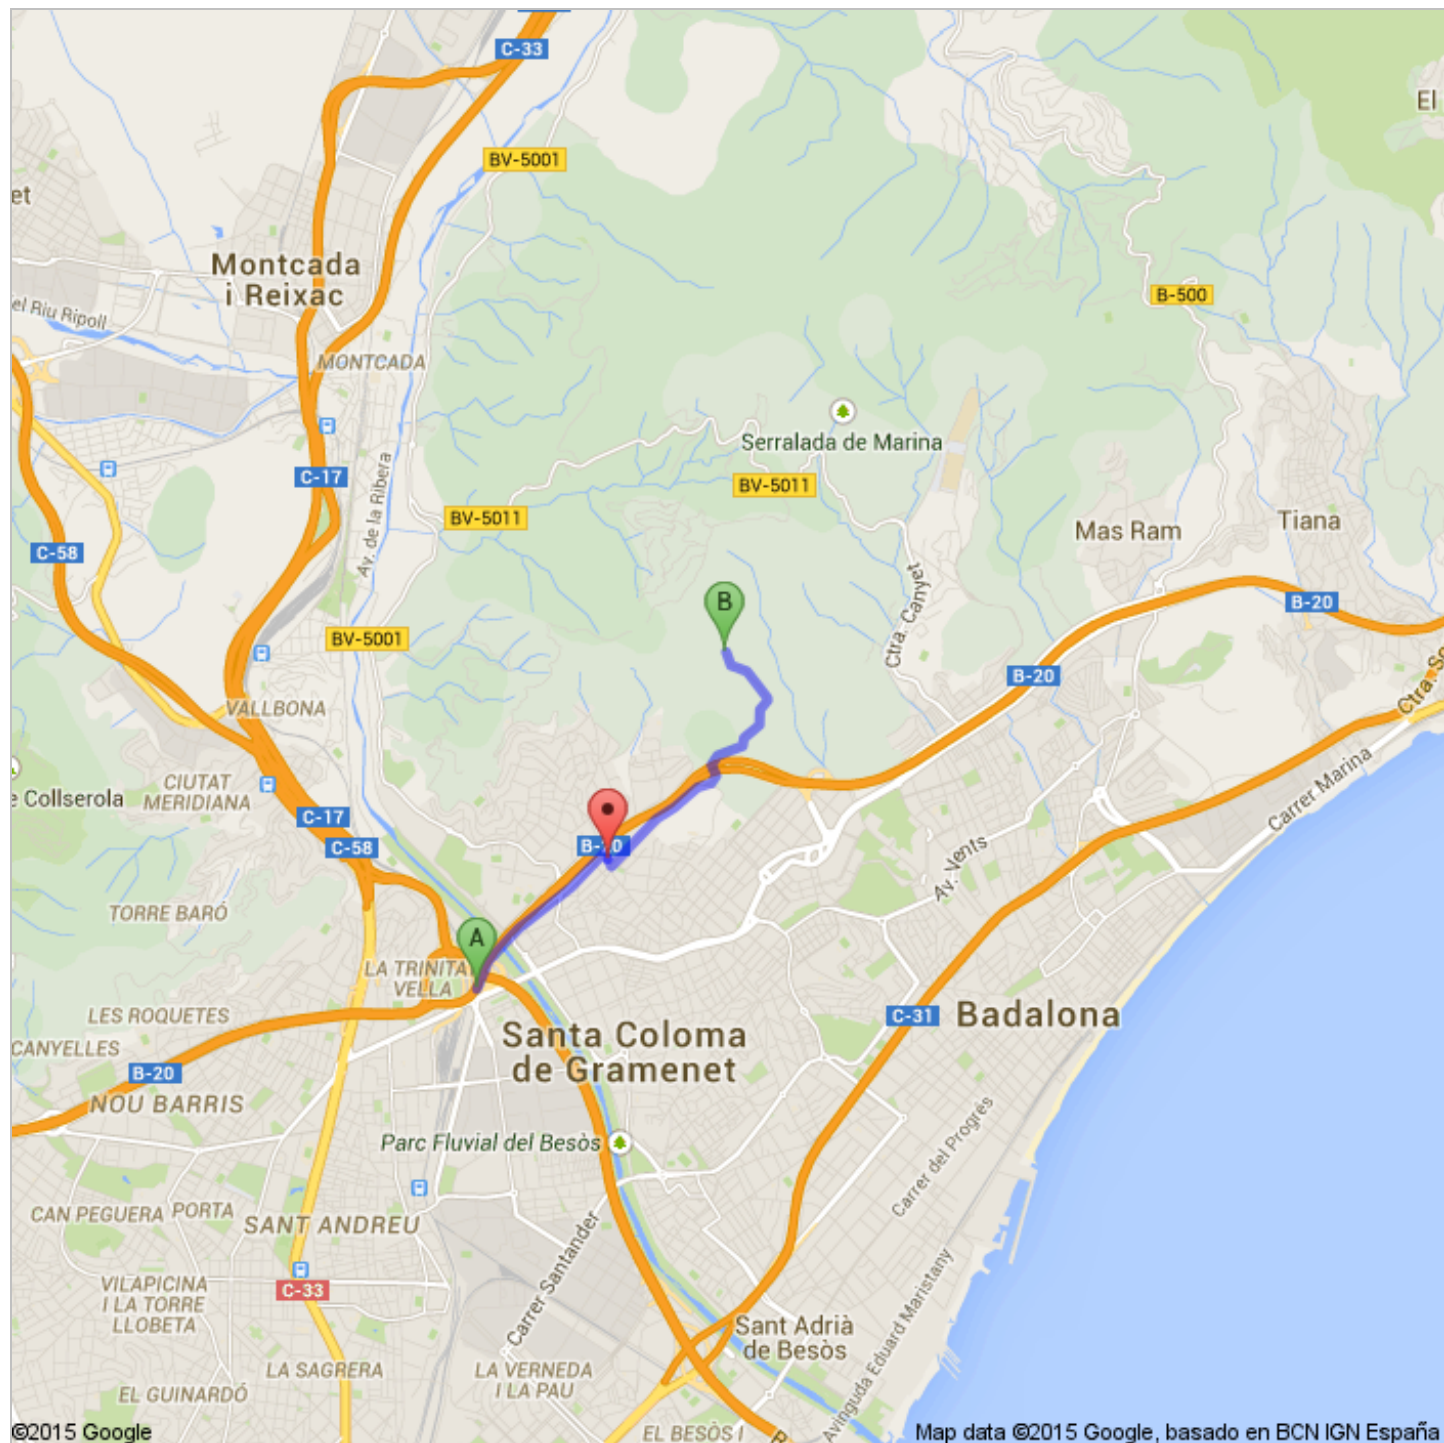 C-33
El
BV-5001
et
Montcada
i Reixac
B-500
el Riu Ripoll
MONTCADA
Serralada de Marina
C-17
BV-5011
Av. de la Ribera
BV-5011
Mas Ram
Tiana
C-58
Ctra. Canyet
B
B-20
BV-5001
B-20
VALLBONA
CIUTAT
MERIDIANA
e Collserola
Carrer Marina
C-17
C-58
Av. Vents
TORRE BARÓ
A
LA TRINITAT
VELLA
LES ROQUETES
C-31
Badalona
Santa Coloma
de Gramenet
CANYELLES
B-20
NOU BARRIS
Parc Fluvial del Besòs
Carrer del Progrés
CAN PEGUERA
PORTA
SANT ANDREU
Carrer Santander
VILAPICINA
I LA TORRE
LLOBETA
C-33
Avinguda Eduard Maristany
Sant Adrià
de Besòs
LA SAGRERA
LA VERNEDA
I LA PAU
EL GUINARDÓ
EL BESÒS I
©2015 Google
Map data ©2015 Google, basado en BCN IGN España